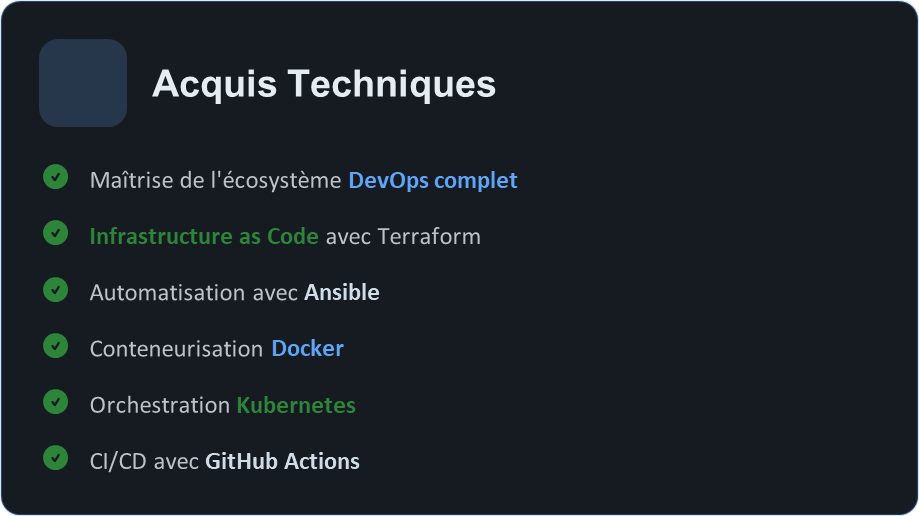 Acquis Techniques
Maîtrise de l'écosystème DevOps complet
Infrastructure as Code avec Terraform
Automatisation avec Ansible
Conteneurisation Docker
Orchestration Kubernetes
CI/CD avec GitHub Actions